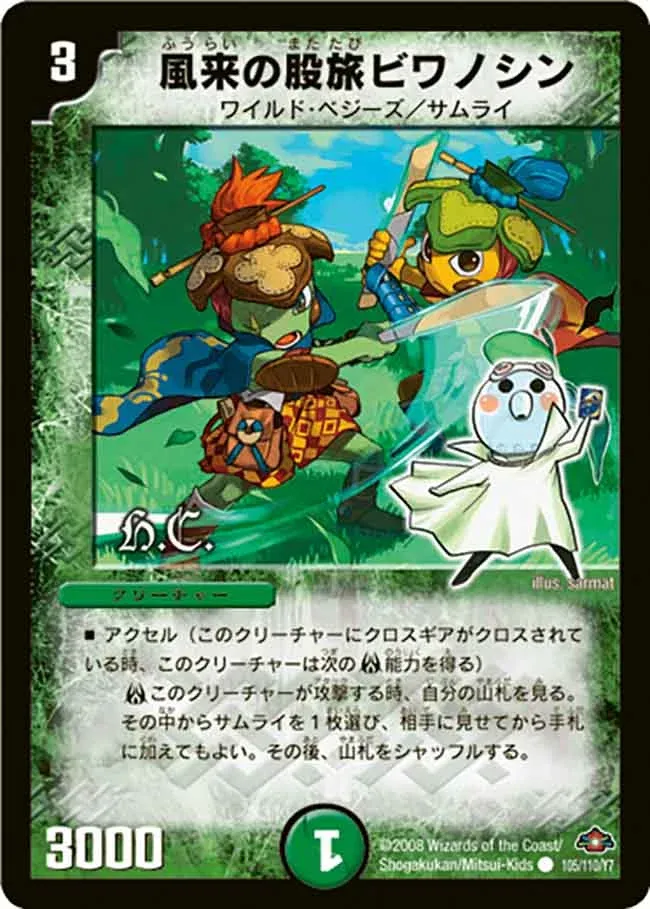 3
ふうらい またたび
風来の股旅ビワノシン
ワイルド・ベジーズ／サムライ
H.C.
illus. sarmat
クリーチャー
■ アクセル（このクリーチャーにクロスギアがクロスされて
いる時、このクリーチャーは次の能力を得る）
このクリーチャーが攻撃する時、自分の山札を見る。
その中からサムライを1枚選び、相手に見せてから手札
に加えてもよい。その後、山札をシャッフルする。
3000
1
©2008 Wizards of the Coast/
Shogakukan/Mitsui-Kids
105/110/Y7